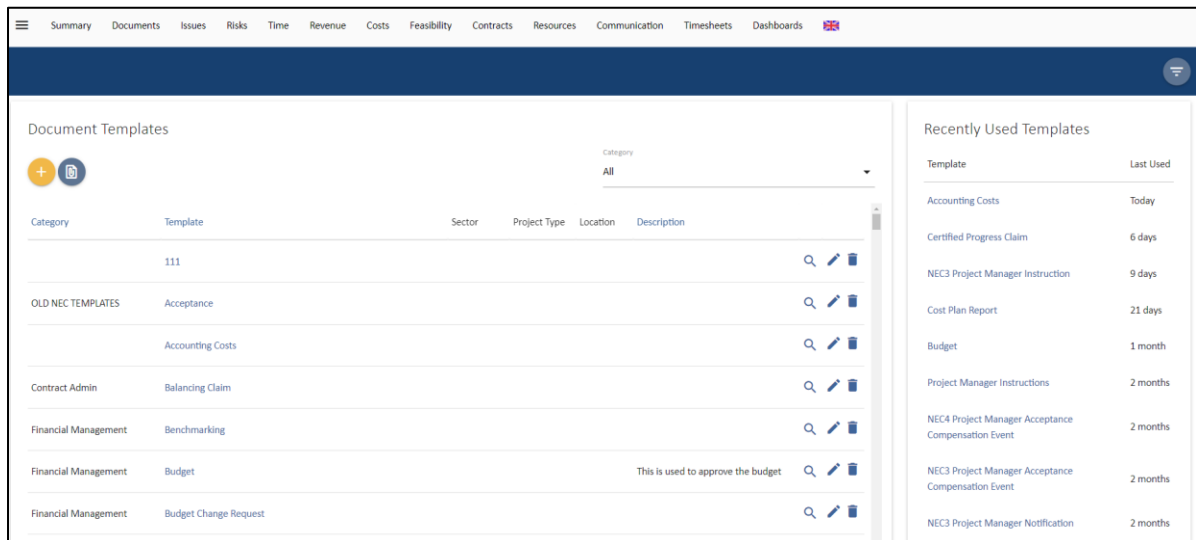 Summary Documents Issues Risks Time Revenue Costs Feasibility Contracts Resources Communication Timesheets Dashboards
Document Templates
Category
All
Category Template Sector Project Type Location Description
111
OLD NEC TEMPLATES Acceptance
Accounting Costs
Contract Admin Balancing Claim
Financial Management Benchmarking
Financial Management Budget This is used to approve the budget
Financial Management Budget Change Request
Recently Used Templates
Template Last Used
Accounting Costs Today
Certified Progress Claim 6 days
NEC3 Project Manager Instruction 9 days
Cost Plan Report 21 days
Budget 1 month
Project Manager Instructions 2 months
NEC4 Project Manager Acceptance
Compensation Event 2 months
NEC3 Project Manager Acceptance
Compensation Event 2 months
NEC3 Project Manager Notification 2 months